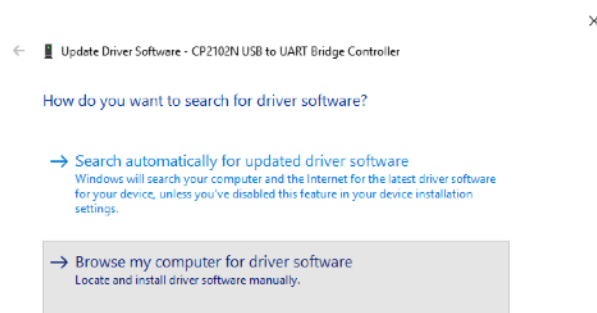 Update Driver Software - CP2102N USB to UART Bridge Controller
How do you want to search for driver software?
Search automatically for updated driver software
Windows will search your computer and the Internet for the latest driver software
for your device, unless you've disabled this feature in your device installation
settings.
Browse my computer for driver software
Locate and install driver software manually.